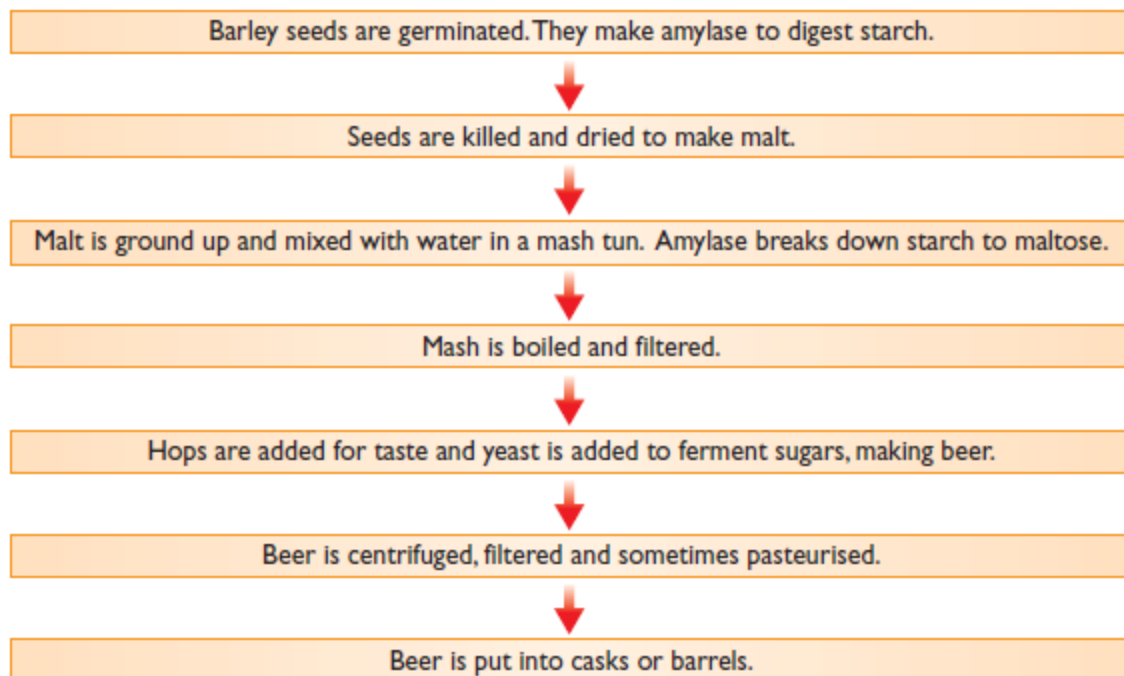 Barley seeds are germinated. They make amylase to digest starch.
Seeds are killed and dried to make malt.
Malt is ground up and mixed with water in a mash tun. Amylase breaks down starch to maltose.
Mash is boiled and filtered.
Hops are added for taste and yeast is added to ferment sugars, making beer.
Beer is centrifuged, filtered and sometimes pasteurised.
Beer is put into casks or barrels.